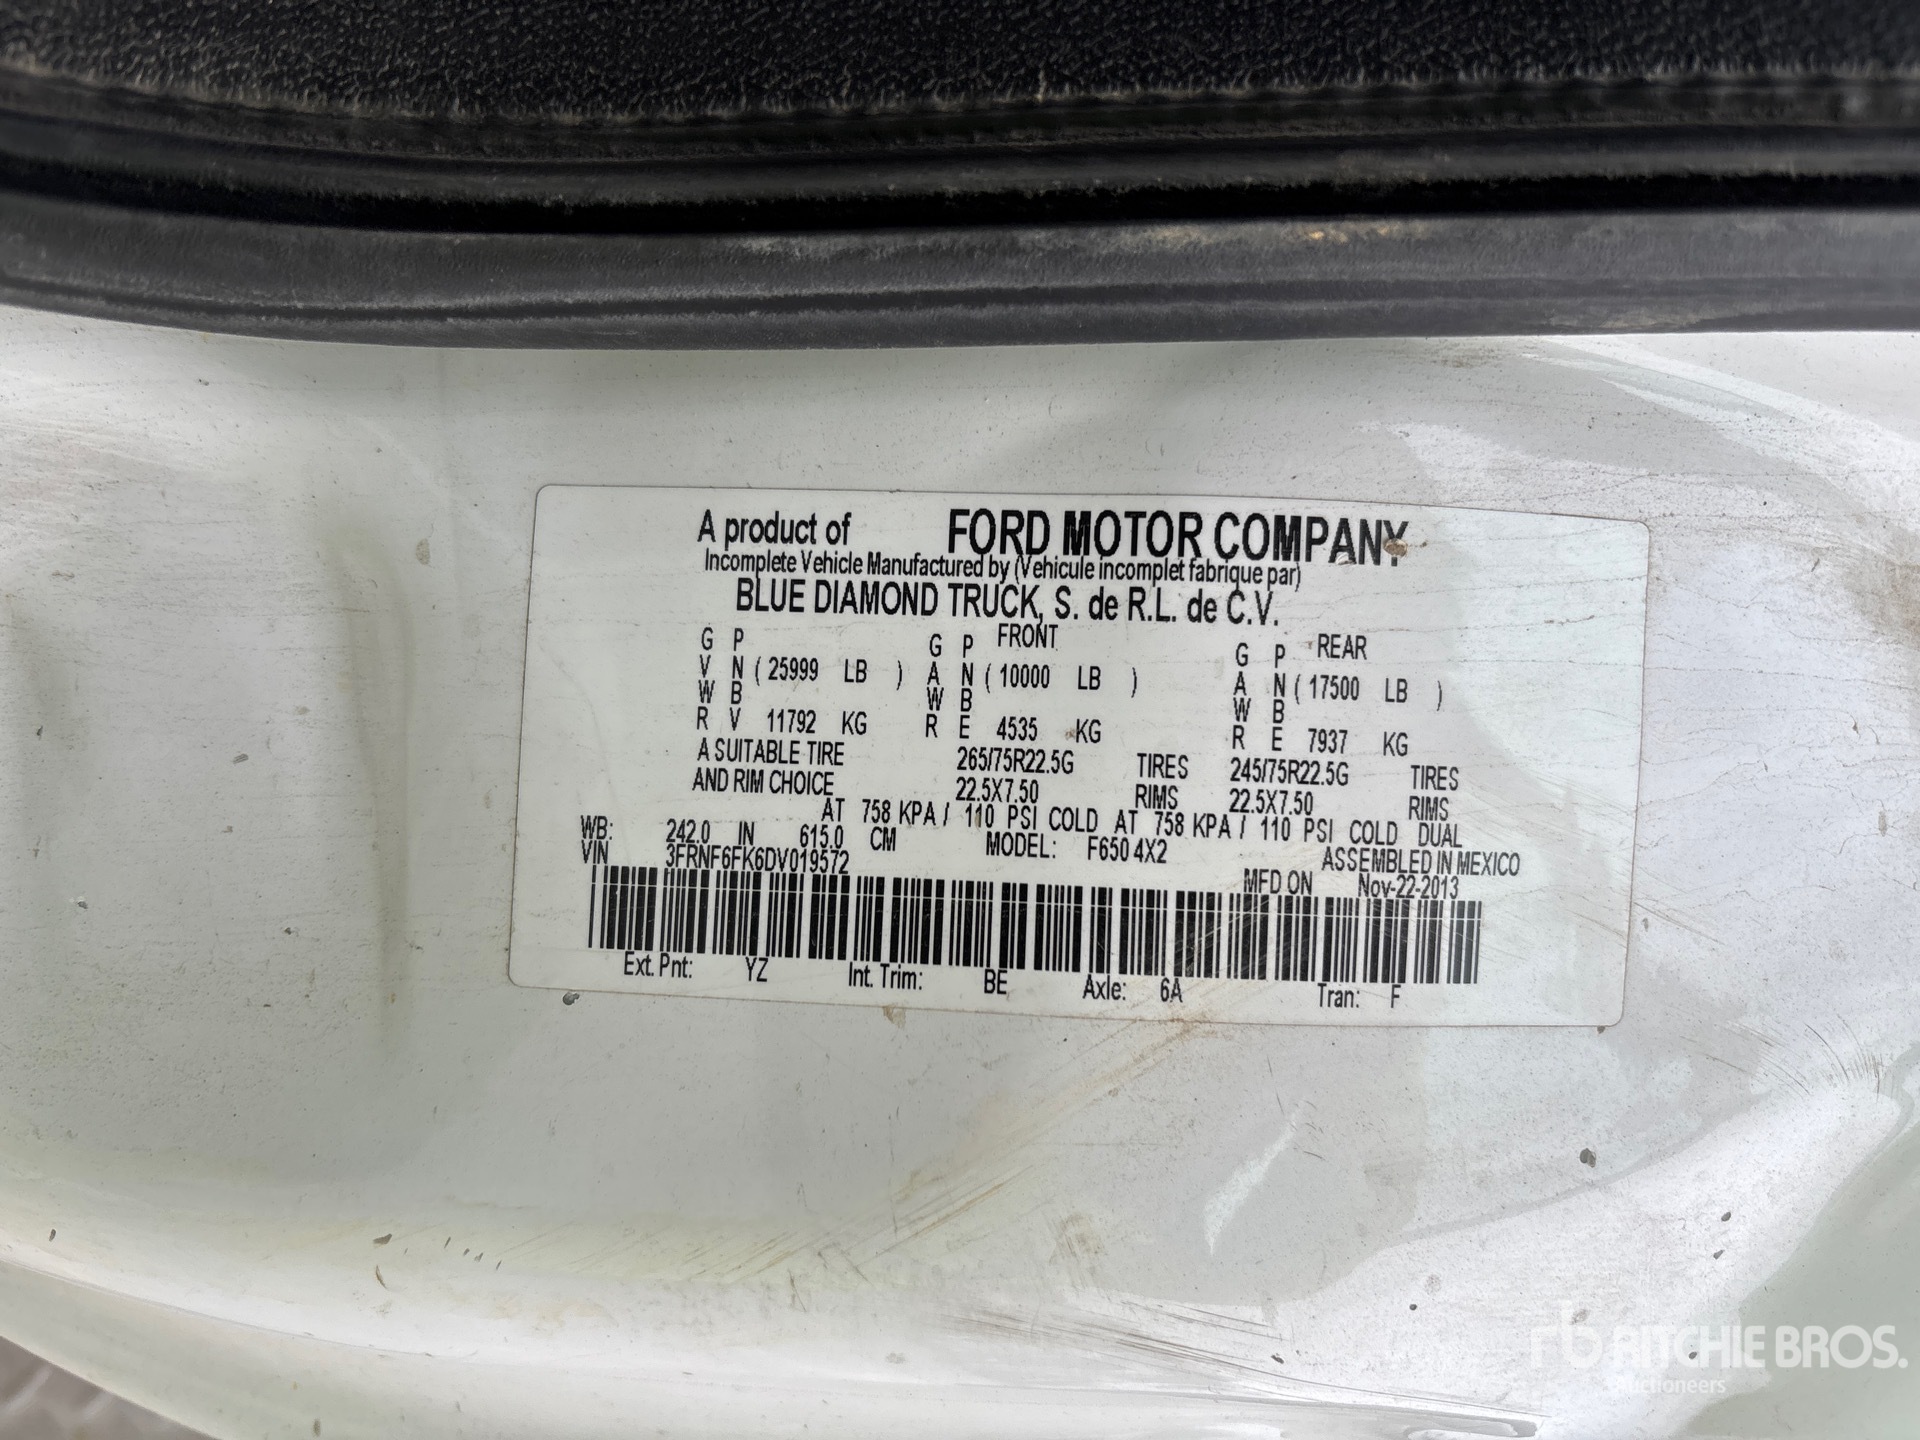 A product of FORD MOTOR COMPANY
Incomplete Vehicle Manufactured by (Vehicule incomplet fabrique par)
BLUE DIAMOND TRUCK, S. de R.L. de C.V.
G P G P FRONT G P REAR
V N ( 25999 LB ) A N ( 10000 LB ) A N ( 17500 LB )
W B W B W B
R V 11792 KG R E 4535 KG R E 7937 KG
A SUITABLE TIRE 265/75R22.5G TIRES 245/75R22.5G TIRES
AND RIM CHOICE 22.5X7.50 RIMS 22.5X7.50 RIMS
AT 758 KPA / 110 PSI COLD AT 758 KPA / 110 PSI COLD DUAL
WB: 242.0 IN 615.0 CM MODEL: F650 4X2 ASSEMBLED IN MEXICO
VIN 3FRNF6FK6DV019572 MFD ON Nov-22-2013
Ext. Pnt: YZ Int. Trim: BE Axle: 6A Tran: F
rb RITCHIE BROS.
Auctioneers